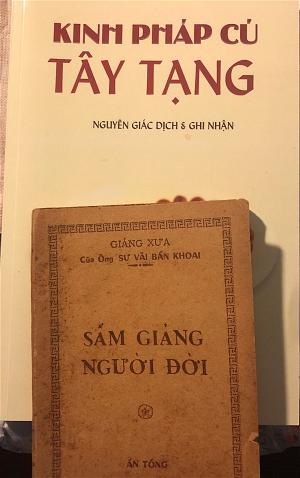 KINH PHÁP CÚ
TÂY TẠNG
NGUYÊN GIÁC DỊCH & GHI NHẬN
GIẢNG XƯA
Của Ông SƯ VÃI BÁN KHOAI
SẤM GIẢNG
NGƯỜI ĐỜI
ẤN TỐNG